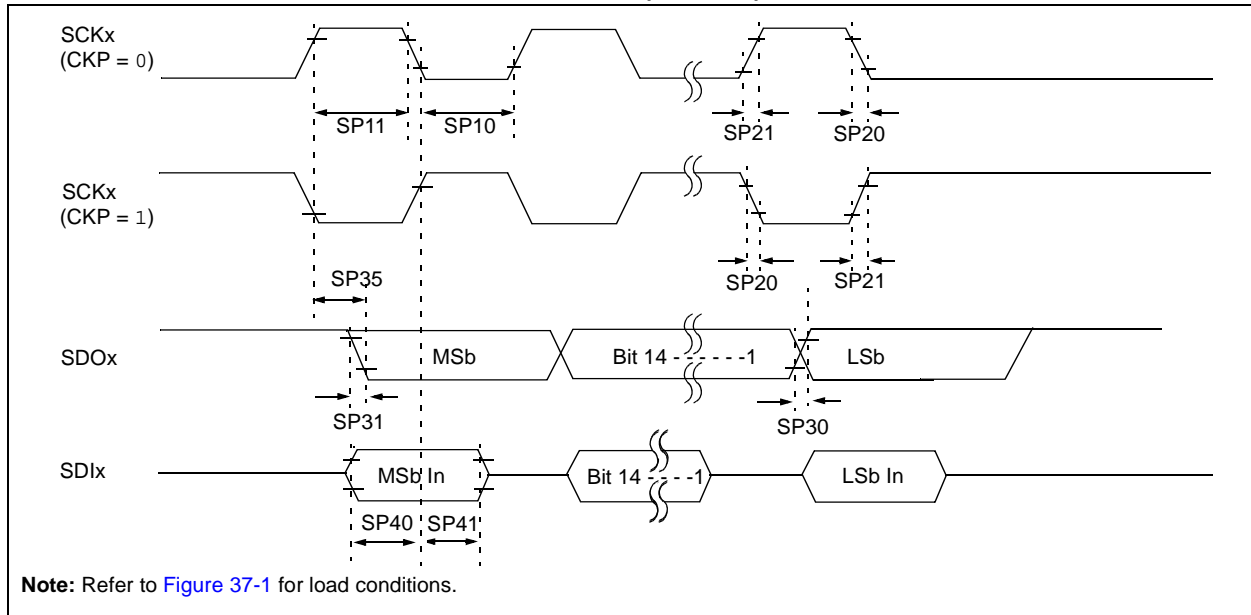 SCKx
(CKP = 0)
SP11
SP10
SP21
SP20
SCKx
(CKP = 1)
SP35
SP20
SP21
SDOx
MSb
Bit 14 - - - - - -1
LSb
SP31
SP30
SDIx
MSb In
Bit 14 - - - -1
LSb In
SP40
SP41
Note: Refer to Figure 37-1 for load conditions.